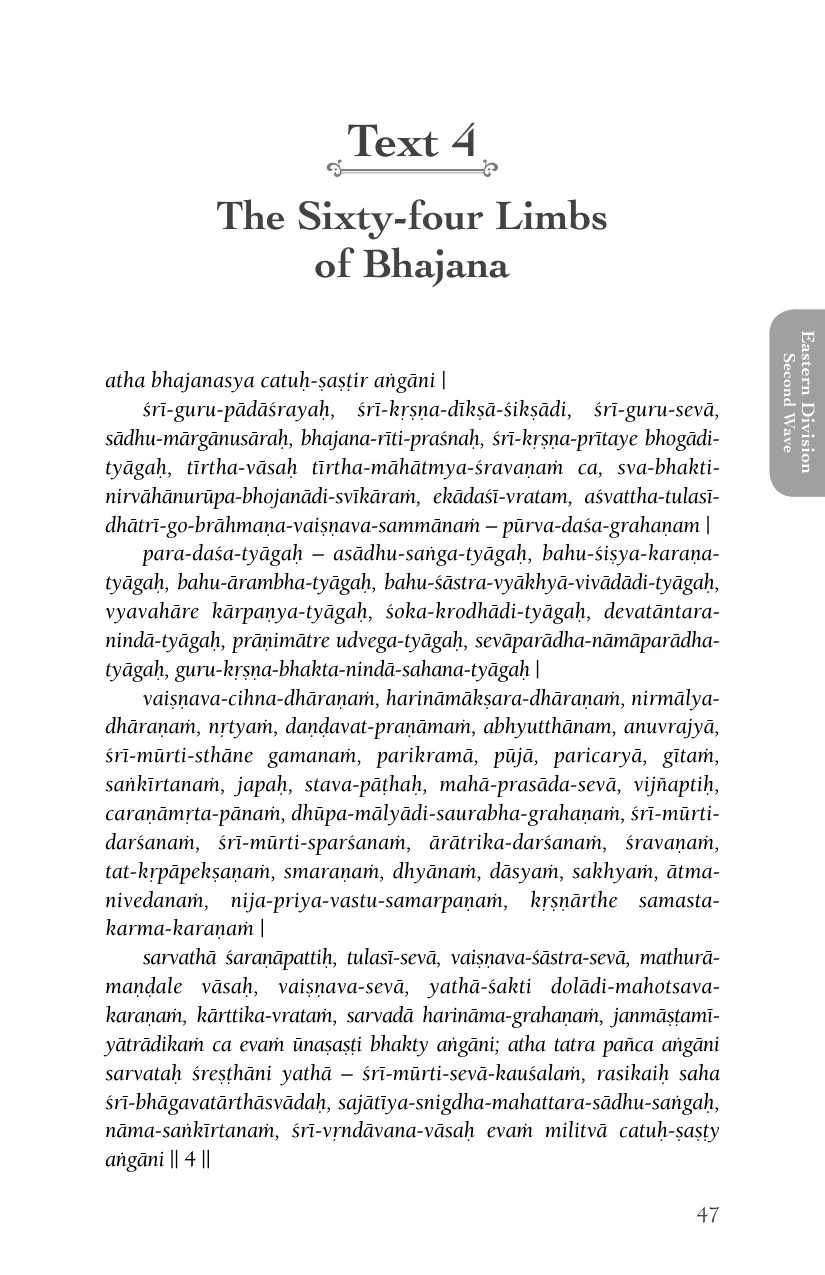 Text 4
The Sixty-four Limbs
of Bhajana
Eastern Division
Second Wave
atha bhajanasya catuḥ-ṣaṣṭir aṅgāni |
śrī-guru-pādāśrayaḥ, śrī-kṛṣṇa-dīkṣā-śikṣādi, śrī-guru-sevā,
sādhu-mārgānusāraḥ, bhajana-rīti-praśnaḥ, śrī-kṛṣṇa-prītaye bhogādi-
tyāgaḥ, tīrtha-vāsaḥ tīrtha-māhātmya-śravaṇaṁ ca, sva-bhakti-
nirvāhānurūpa-bhojanādi-svīkāraṁ, ekādaśī-vratam, aśvattha-tulasī-
dhātrī-go-brāhmaṇa-vaiṣṇava-sammānaṁ – pūrva-daśa-grahaṇam |
para-daśa-tyāgaḥ – asādhu-saṅga-tyāgaḥ, bahu-śiṣya-karaṇa-
tyāgaḥ, bahu-ārambha-tyāgaḥ, bahu-śāstra-vyākhyā-vivādādi-tyāgaḥ,
vyavahāre kārpaṇya-tyāgaḥ, śoka-krodhādi-tyāgaḥ, devatāntara-
nindā-tyāgaḥ, prāṇimātre udvega-tyāgaḥ, sevāparādha-nāmāparādha-
tyāgaḥ, guru-kṛṣṇa-bhakta-nindā-sahana-tyāgaḥ |
vaiṣṇava-cihna-dhāraṇaṁ, harināmākṣara-dhāraṇaṁ, nirmālya-
dhāraṇaṁ, nṛtyaṁ, daṇḍavat-praṇāmaṁ, abhyutthānam, anuvrajyā,
śrī-mūrti-sthāne gamanaṁ, parikramā, pūjā, paricaryā, gītaṁ,
saṅkīrtanaṁ, japaḥ, stava-pāṭhaḥ, mahā-prasāda-sevā, vijñaptiḥ,
caraṇāmṛta-pānaṁ, dhūpa-mālyādi-saurabha-grahaṇaṁ, śrī-mūrti-
darśanaṁ, śrī-mūrti-sparśanaṁ, ārātrika-darśanaṁ, śravaṇaṁ,
tat-kṛpāpekṣaṇaṁ, smaraṇaṁ, dhyānaṁ, dāsyaṁ, sakhyaṁ, ātma-
nivedanaṁ, nija-priya-vastu-samarpaṇaṁ, kṛṣṇārthe samasta-
karma-karaṇaṁ |
sarvathā śaraṇāpattiḥ, tulasī-sevā, vaiṣṇava-śāstra-sevā, mathurā-
maṇḍale vāsaḥ, vaiṣṇava-sevā, yathā-śakti dolādi-mahotsava-
karaṇaṁ, kārttika-vrataṁ, sarvadā harināma-grahaṇaṁ, janmāṣṭamī-
yātrādikaṁ ca evaṁ ūnaṣaṣṭi bhakty aṅgāni; atha tatra pañca aṅgāni
sarvataḥ śreṣṭhāni yathā – śrī-mūrti-sevā-kauśalaṁ, rasikaiḥ saha
śrī-bhāgavatārthāsvādaḥ, sajātīya-snigdha-mahattara-sādhu-saṅgaḥ,
nāma-saṅkīrtanaṁ, śrī-vṛndāvana-vāsaḥ evaṁ militvā catuḥ-ṣaṣṭy
aṅgāni || 4 ||
47